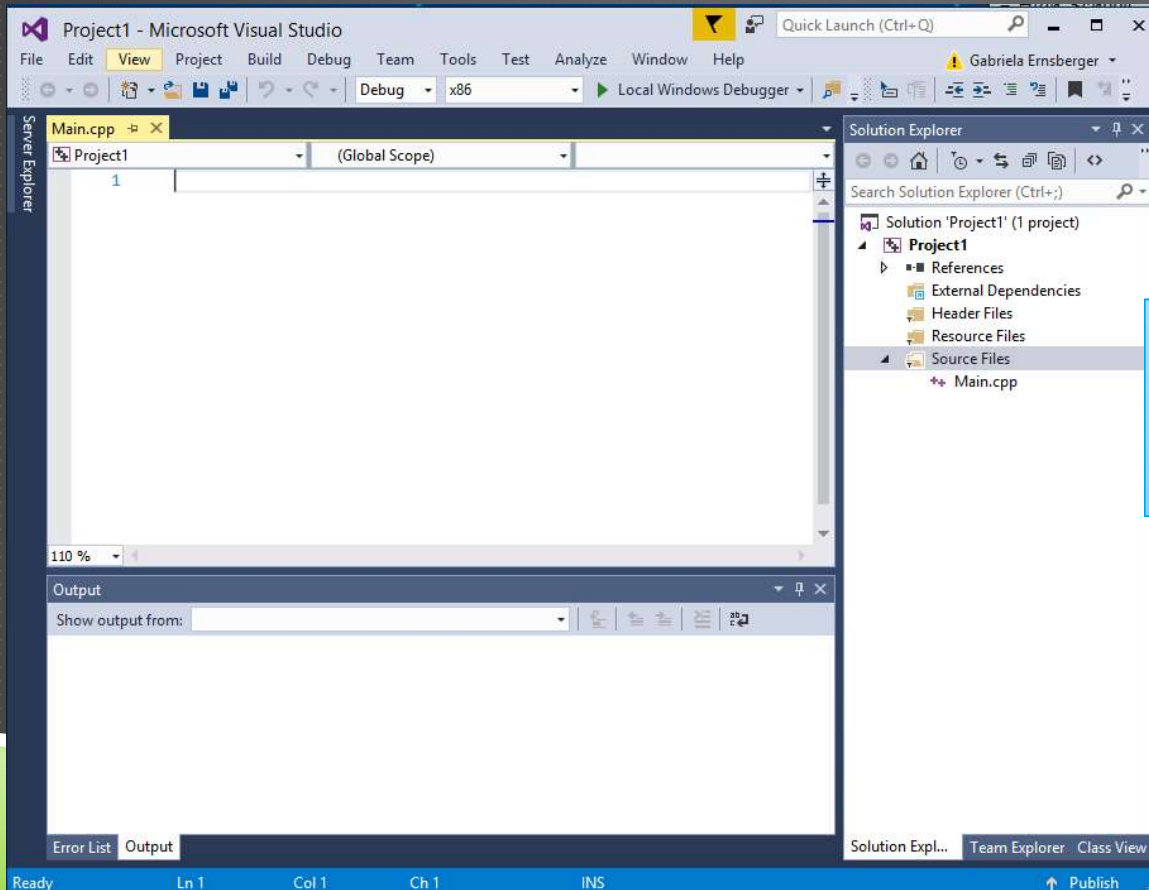 Project1 - Microsoft Visual Studio
Quick Launch (Ctrl+Q)
File Edit View Project Build Debug Team Tools Test Analyze Window Help
Gabriela Ernsberger
Debug x86 Local Windows Debugger
Server Explorer
Main.cpp
Project1 (Global Scope)
1
110 %
Output
Show output from:
Error List Output
Solution Explorer
Search Solution Explorer (Ctrl+;)
Solution 'Project1' (1 project)
Project1
References
External Dependencies
Header Files
Resource Files
Source Files
Main.cpp
Solution Expl... Team Explorer Class View
Ready Ln 1 Col 1 Ch 1 INS Publish